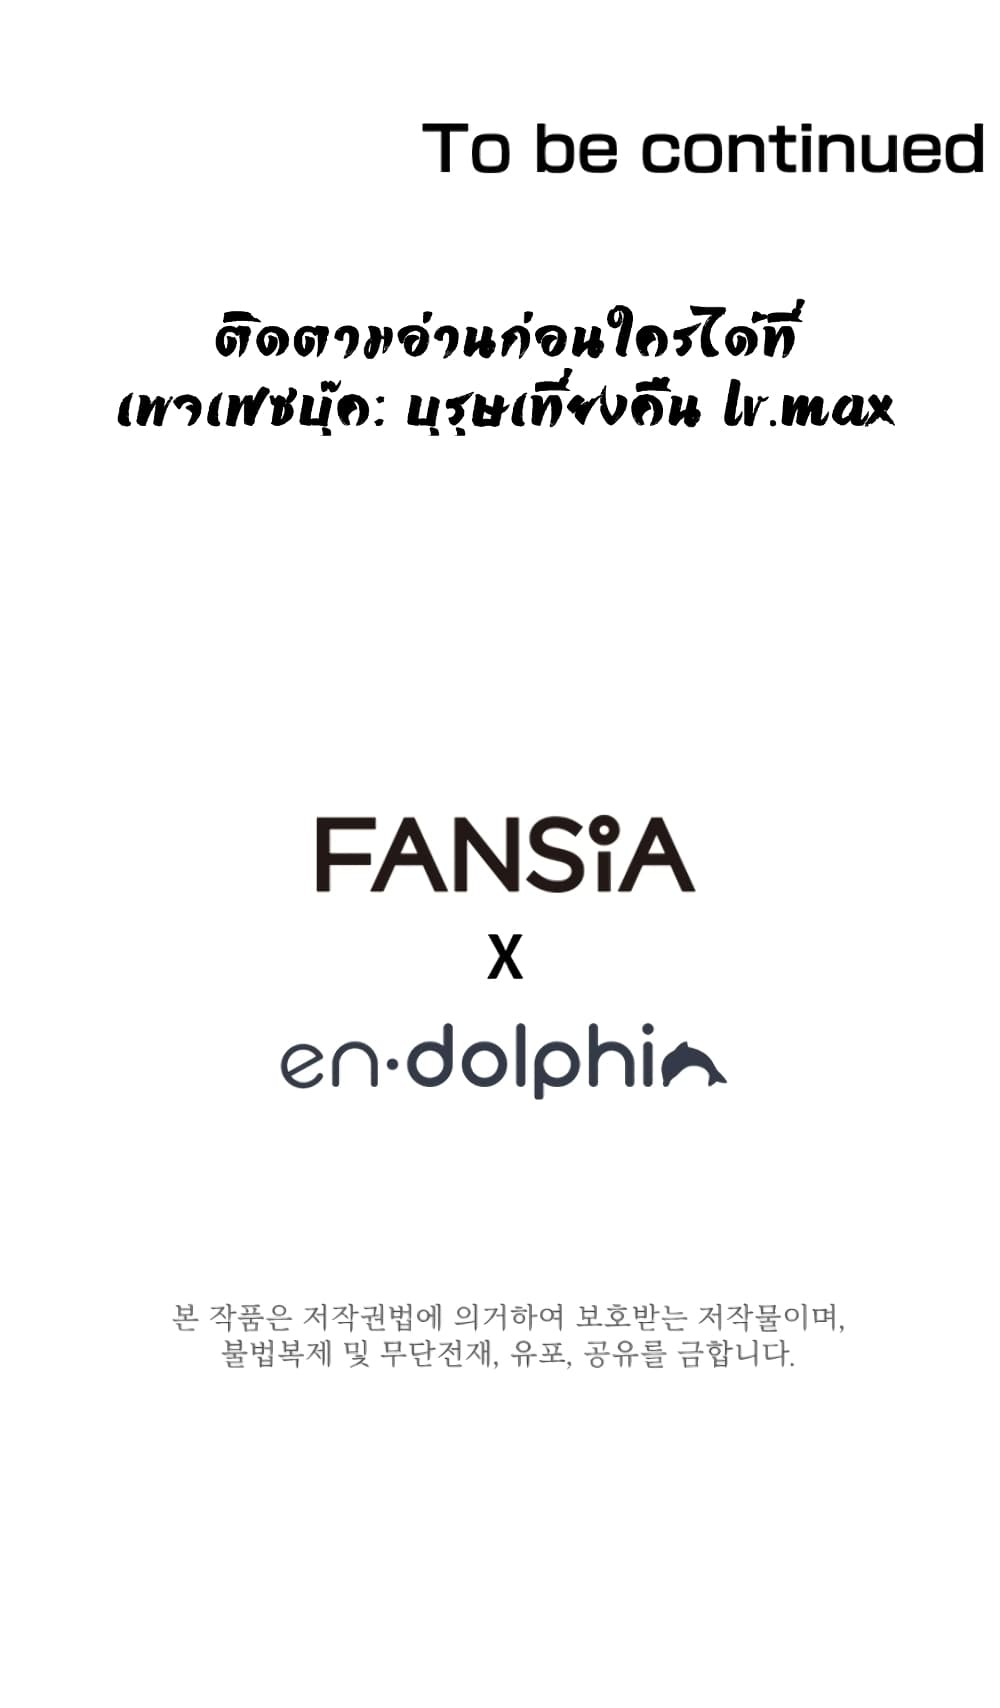 To be continued
ติดตามอ่านก่อนใครได้ที่
เพจเฟซบุ๊ค: บุรุษเที่ยงคืน lv.max
FANSiA
X
en·dolphin
본 작품은 저작권법에 의거하여 보호받는 저작물이며,
불법복제 및 무단전재, 유포, 공유를 금합니다.